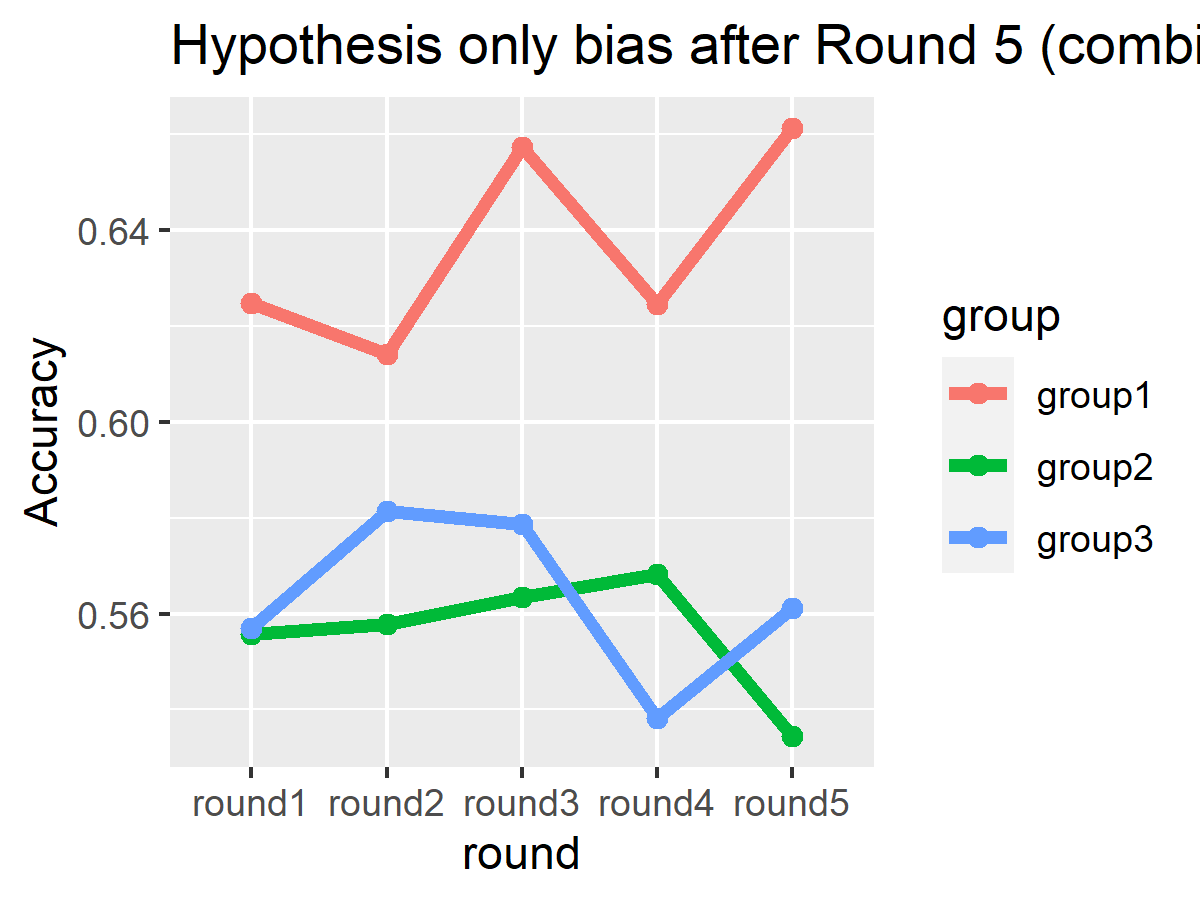 Hypothesis only bias after Round 5 (combi
Accuracy
0.64
0.60
0.56
round1 round2 round3 round4 round5
round
group
group1
group2
group3